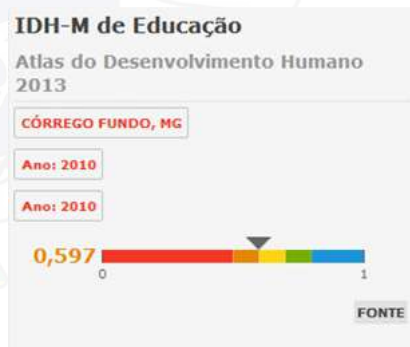 IDH-M de Educação
Atlas do Desenvolvimento Humano
2013
CÓRREGO FUNDO, MG
Ano: 2010
Ano: 2010
0,597
0 1
FONTE